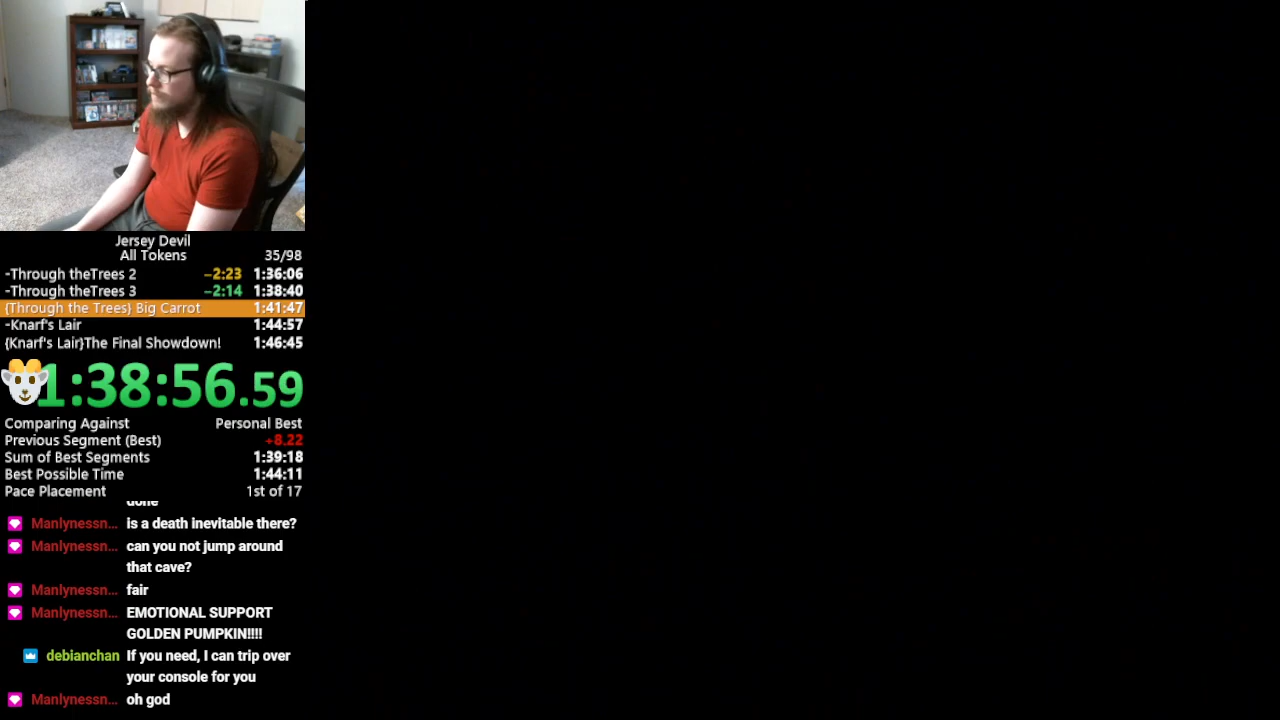 Jersey Devil
All Tokens 35/98
-Through theTrees 2 −2:23 1:36:06
-Through theTrees 3 −2:14 1:38:40
{Through the Trees} Big Carrot 1:41:47
-Knarf's Lair 1:44:57
{Knarf's Lair}The Final Showdown! 1:46:45
1:38:56.59
Comparing Against Personal Best
Previous Segment (Best) +8.22
Sum of Best Segments 1:39:18
Best Possible Time 1:44:11
Pace Placement 1st of 17
done
Manlynessn... is a death inevitable there?
Manlynessn... can you not jump around
that cave?
Manlynessn... fair
Manlynessn... EMOTIONAL SUPPORT
GOLDEN PUMPKIN!!!!
debianchan If you need, I can trip over
your console for you
Manlynessn... oh god